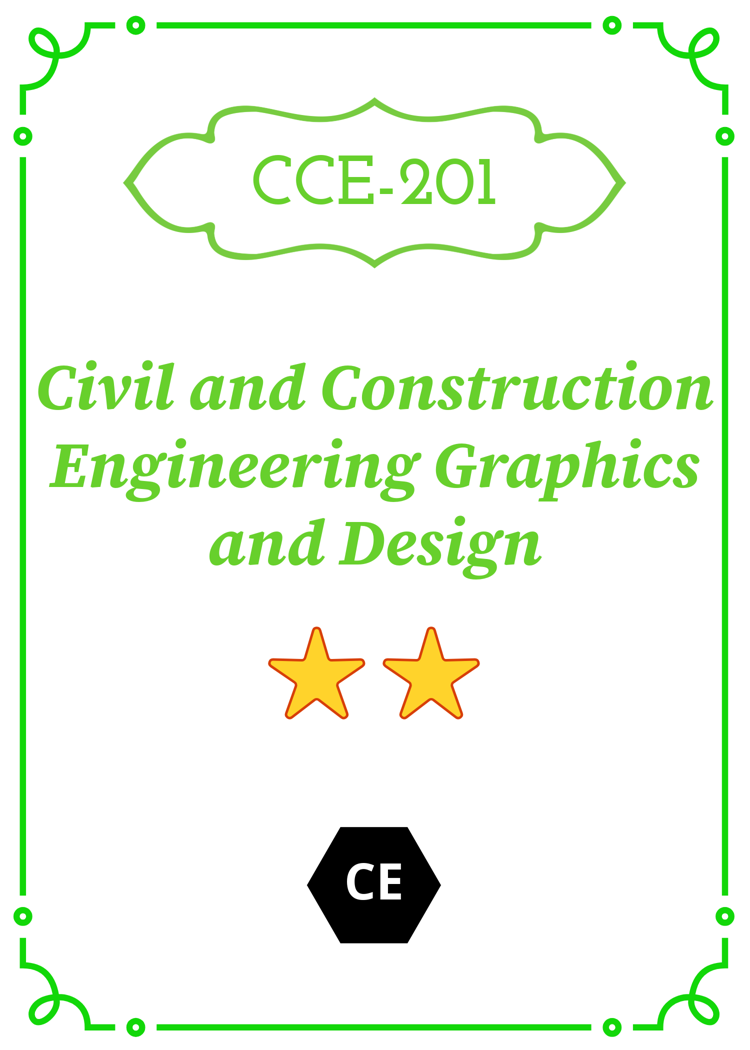 CCE-201
Civil and Construction
Engineering Graphics
and Design
CE